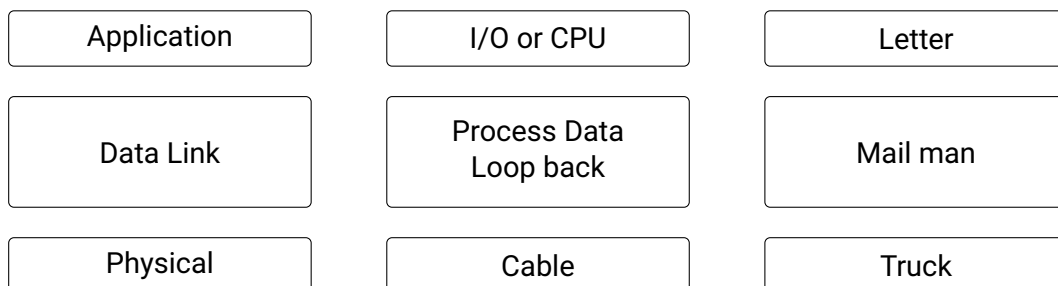 Application
I/O or CPU
Letter
Data Link
Process Data
Loop back
Mail man
Physical
Cable
Truck